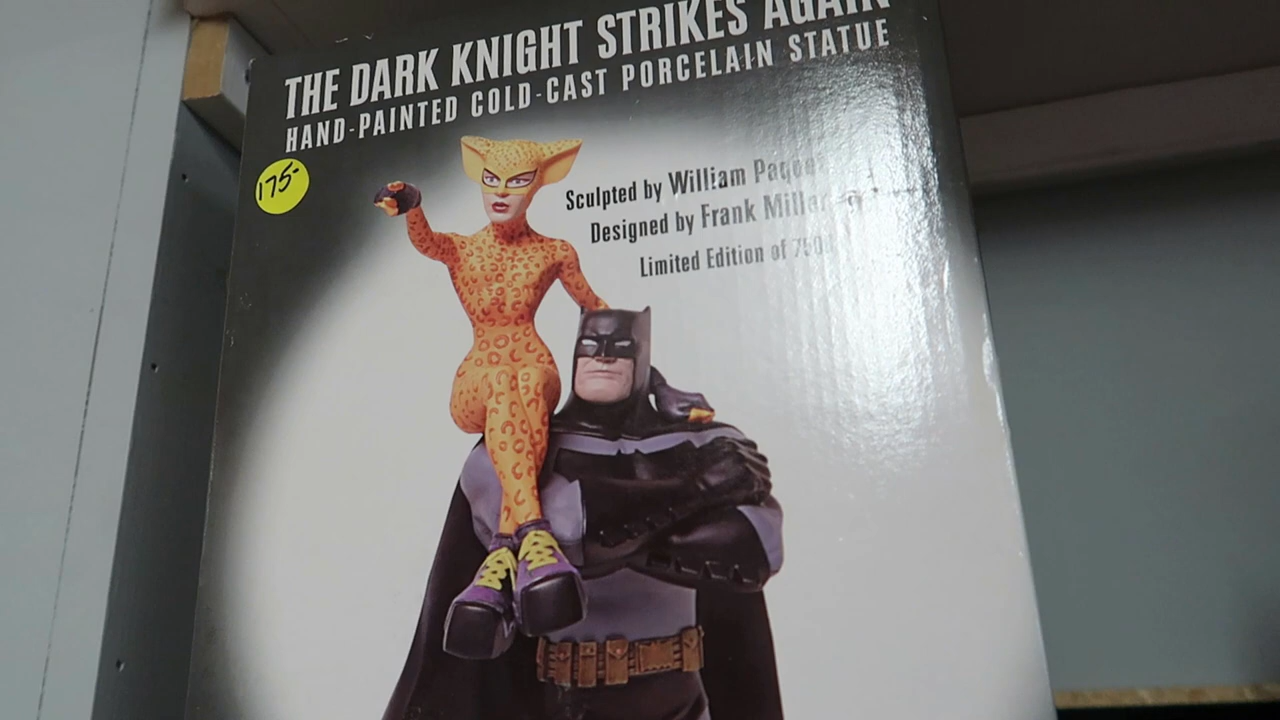 THE DARK KNIGHT STRIKES AGAIN
HAND-PAINTED COLD-CAST PORCELAIN STATUE
175-
Sculpted by William
Designed by Frank Miller
Limited Edition of